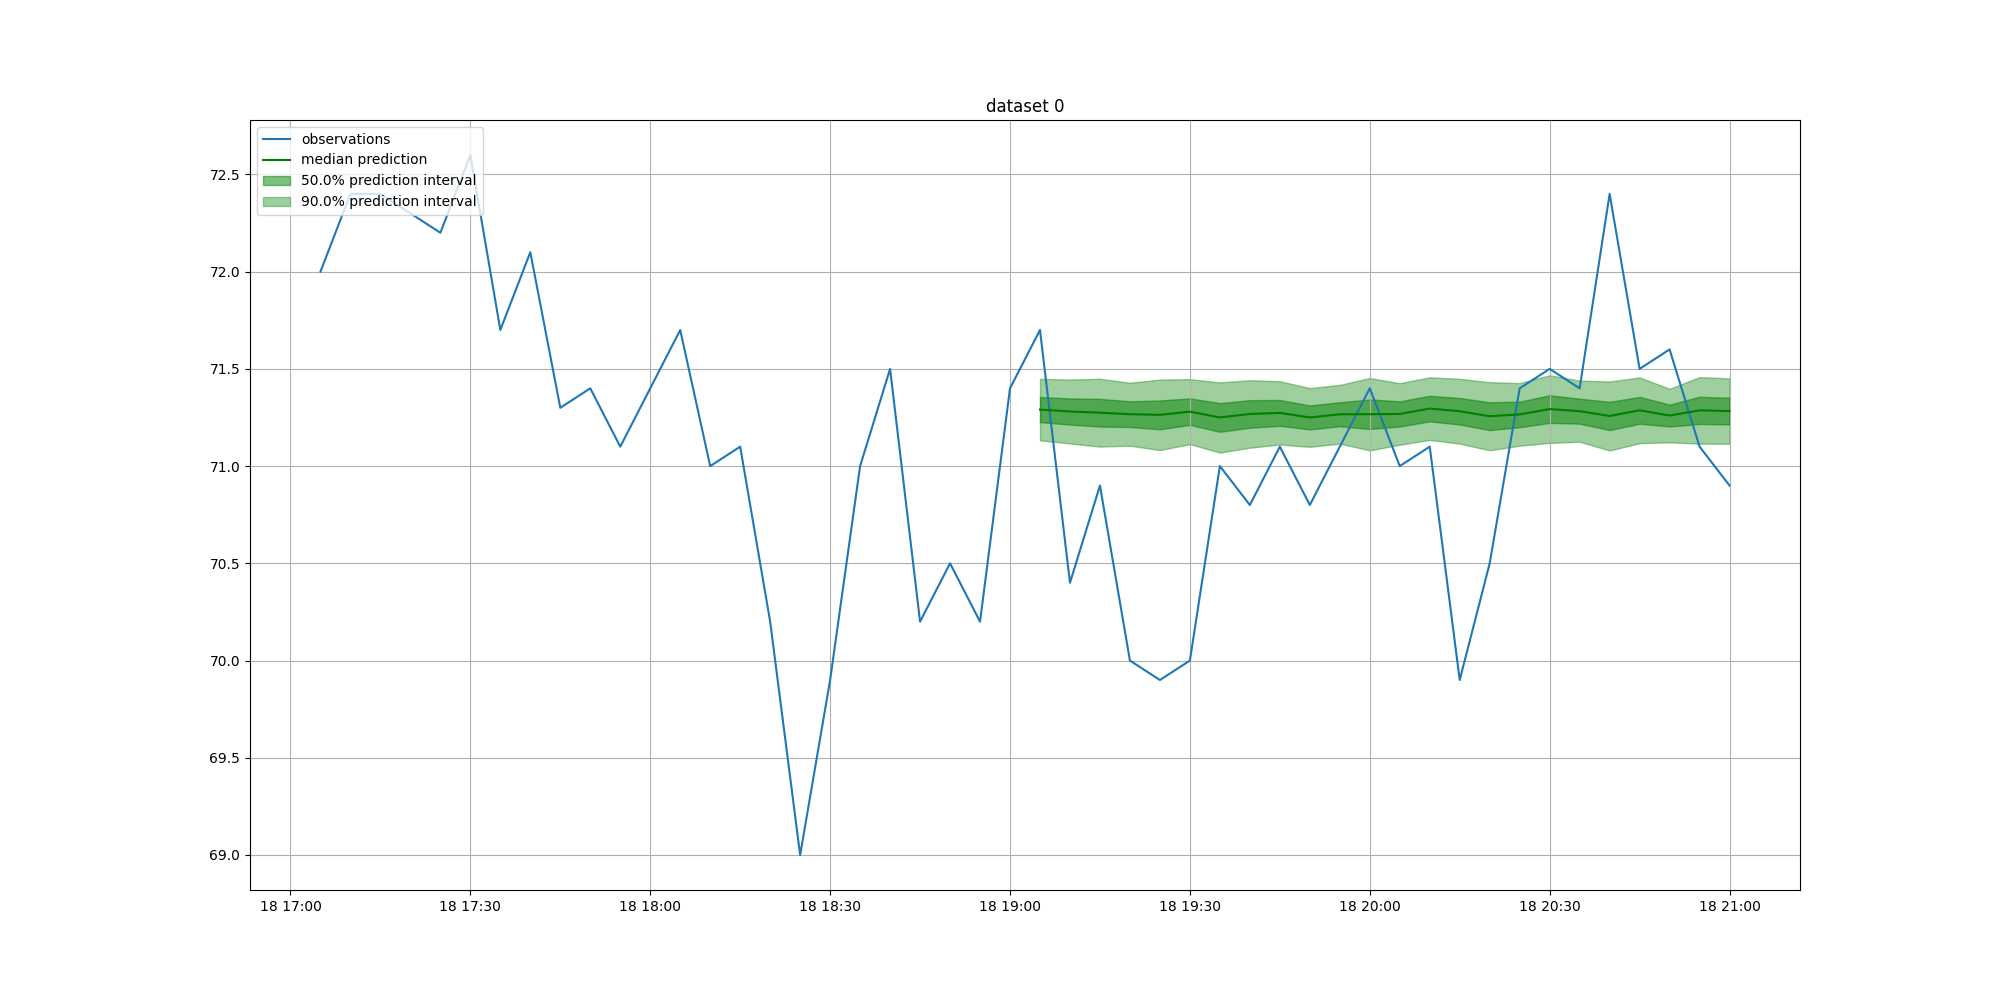 dataset 0
observations
median prediction
50.0% prediction interval
90.0% prediction interval
72.5
72.0
71.5
71.0
70.5
70.0
69.5
69.0
18 17:00 18 17:30 18 18:00 18 18:30 18 19:00 18 19:30 18 20:00 18 20:30 18 21:00